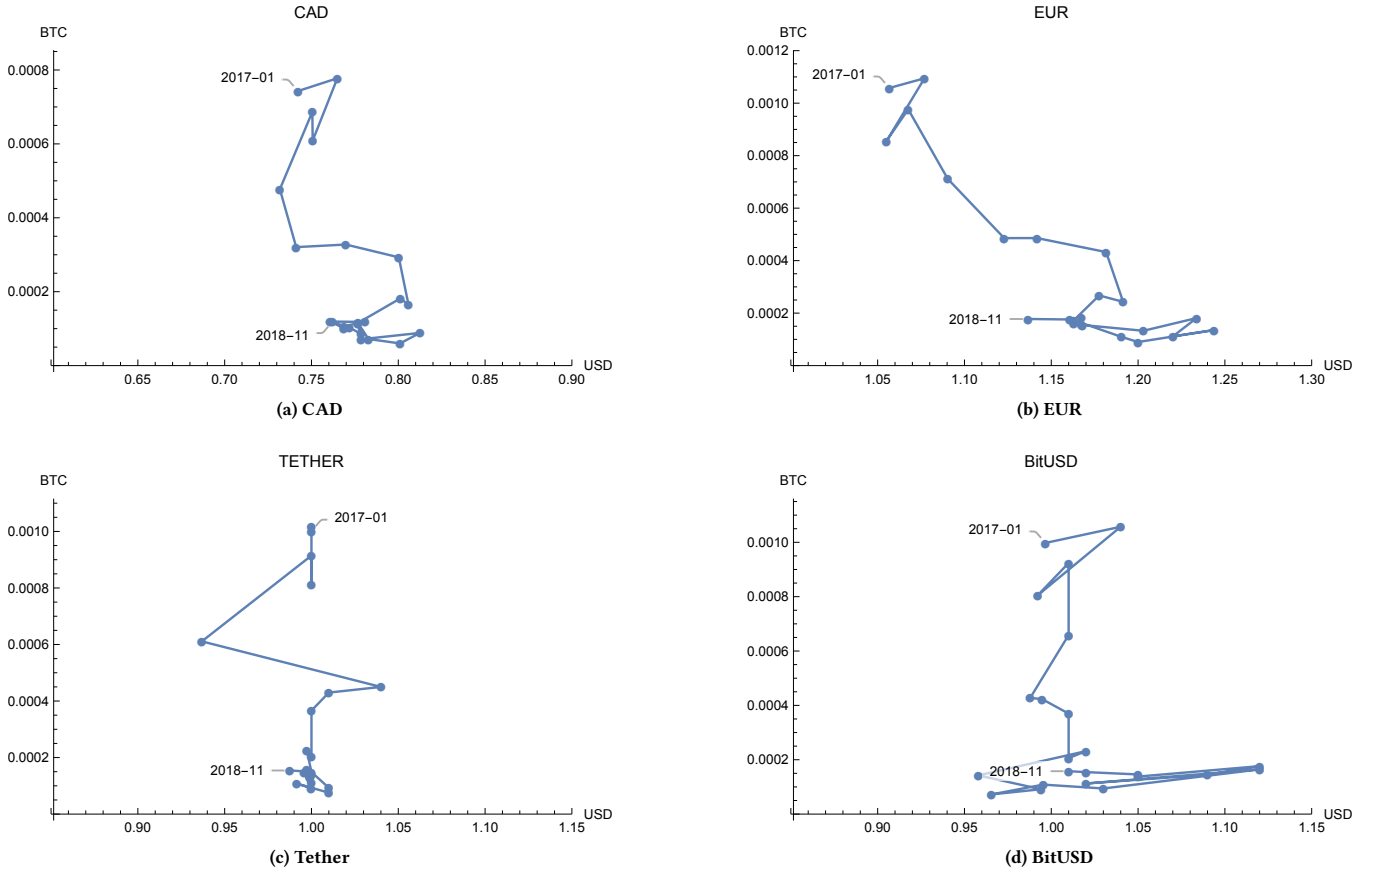 CAD
BTC
0.0008
0.0006
0.0004
0.0002
2017–01
2018–11
0.65 0.70 0.75 0.80 0.85 0.90
USD
(a) CAD
EUR
BTC
0.0012
0.0010
0.0008
0.0006
0.0004
0.0002
2017–01
2018–11
1.05 1.10 1.15 1.20 1.25 1.30
USD
(b) EUR
TETHER
BTC
0.0010
0.0008
0.0006
0.0004
0.0002
2017–01
2018–11
0.90 0.95 1.00 1.05 1.10 1.15
USD
(c) Tether
BitUSD
BTC
0.0010
0.0008
0.0006
0.0004
0.0002
2017–01
2018–11
0.90 0.95 1.00 1.05 1.10 1.15
USD
(d) BitUSD